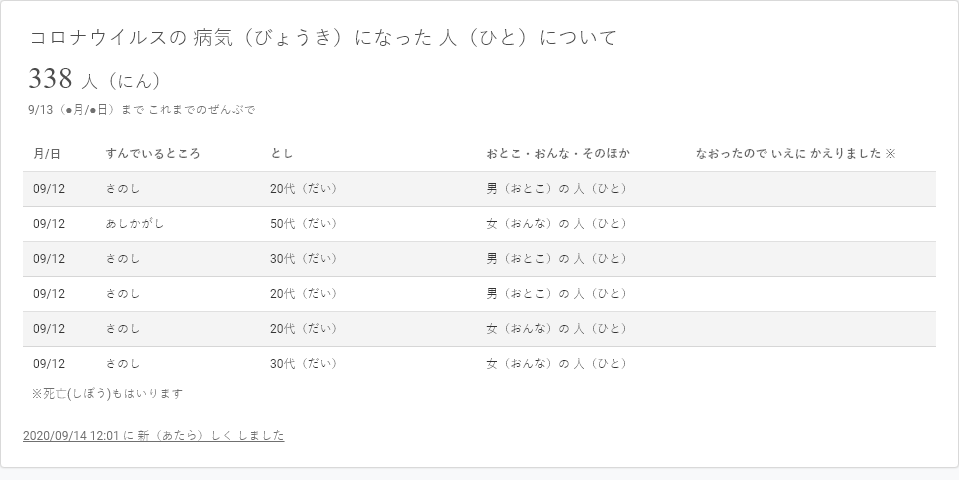 コロナウイルスの 病気（びょうき）になった 人（ひと）について
338 人（にん）
9/13（●月/●日）まで これまでのぜんぶで
月/日 すんでいるところ とし おとこ・おんな・そのほか なおったので いえに かえりました ※
09/12 さのし 20代（だい） 男（おとこ）の 人（ひと）
09/12 あしかがし 50代（だい） 女（おんな）の 人（ひと）
09/12 さのし 30代（だい） 男（おとこ）の 人（ひと）
09/12 さのし 20代（だい） 男（おとこ）の 人（ひと）
09/12 さのし 20代（だい） 女（おんな）の 人（ひと）
09/12 さのし 30代（だい） 女（おんな）の 人（ひと）
※死亡(しぼう)もはいります
2020/09/14 12:01 に 新（あたら）しく しました